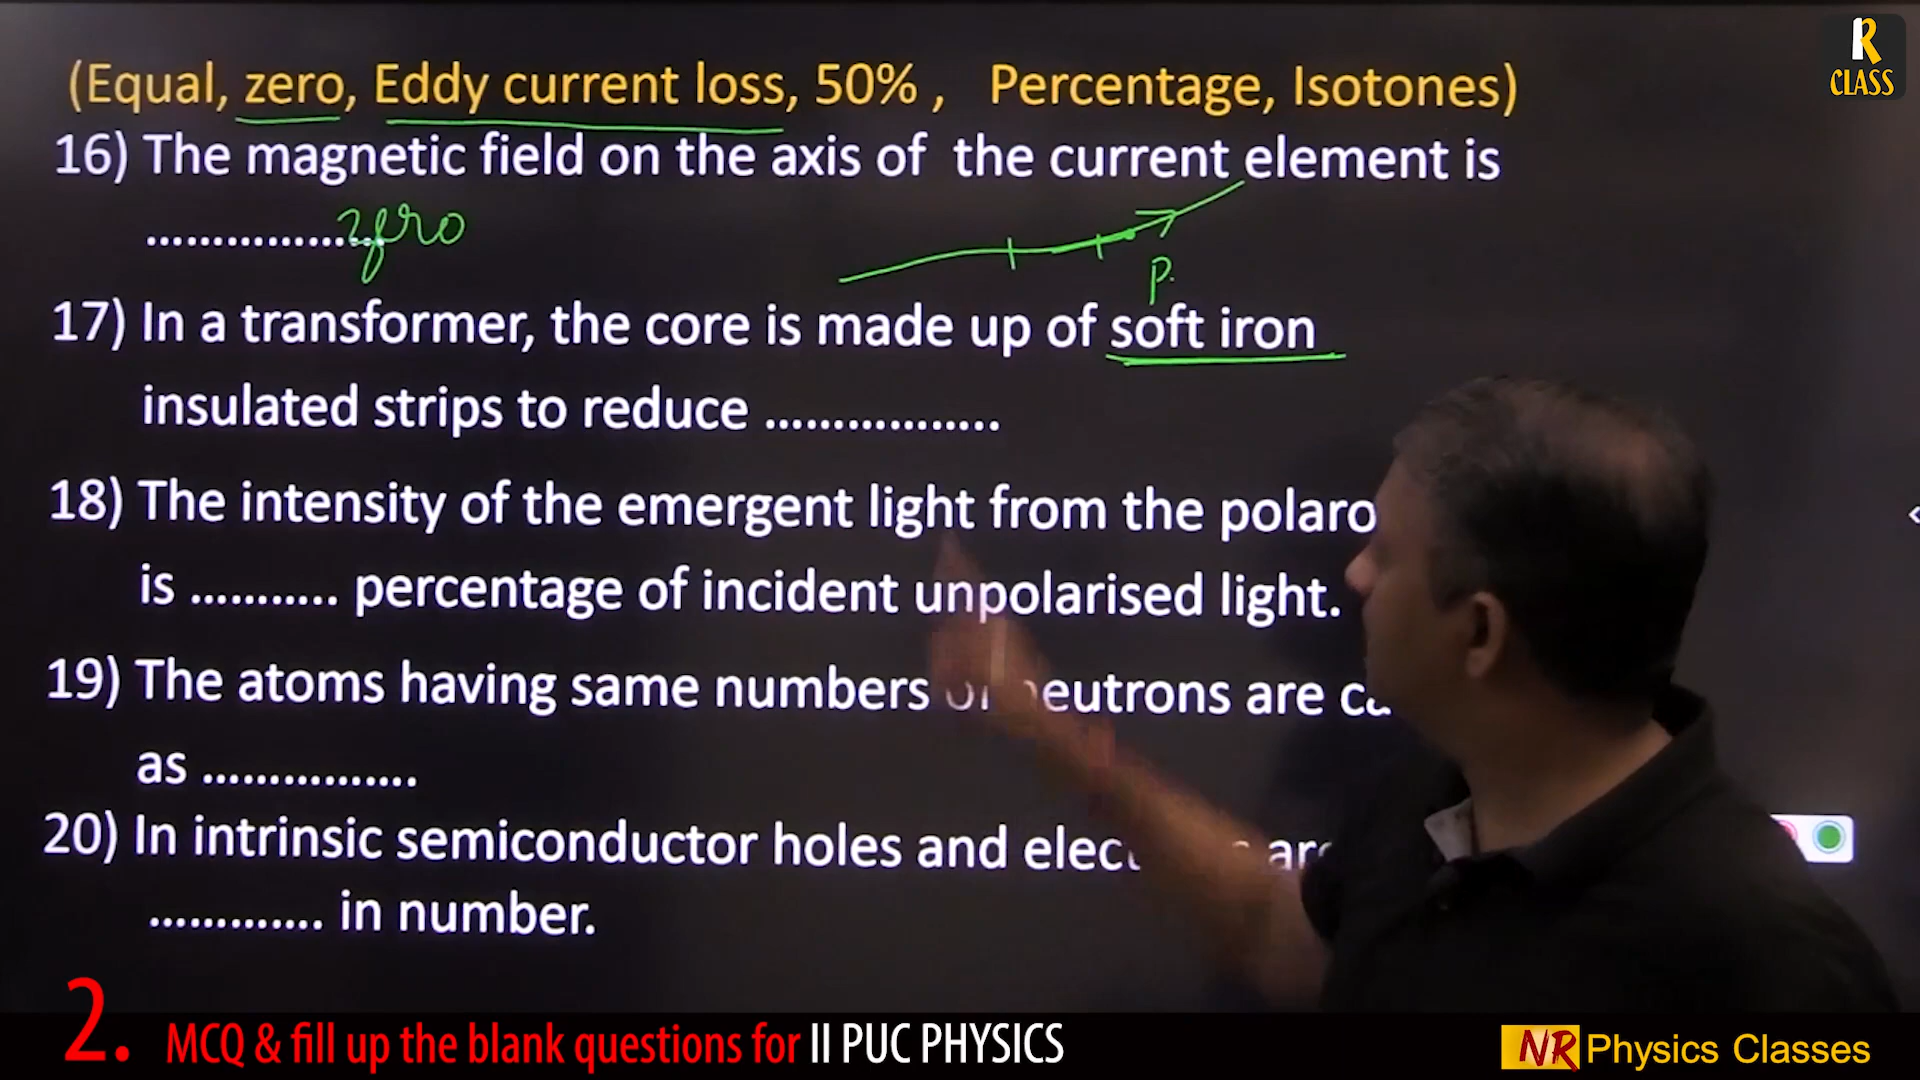 R
CLASS
(Equal, zero, Eddy current loss, 50% , Percentage, Isotones)
16) The magnetic field on the axis of the current element is
.................. zero
P.
17) In a transformer, the core is made up of soft iron
insulated strips to reduce ..................
18) The intensity of the emergent light from the
is ........... percentage of incident unpolarised light.
19) The atoms having same numbers neutrons are
as ................
20) In intrinsic semiconductor holes and
............. in number.
2. MCQ & fill up the blank questions for II PUC PHYSICS
NR Physics Classes